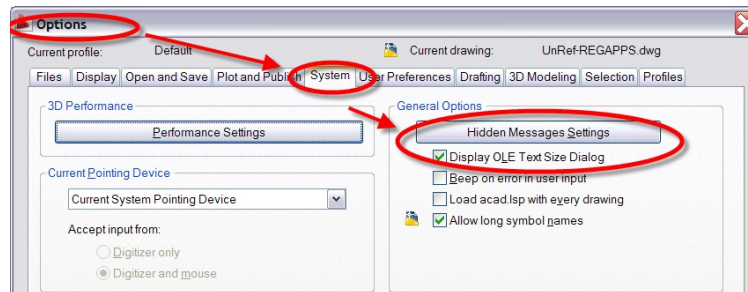 Options
Current profile: Default Current drawing: UnRef-REGAPPS.dwg
Files Display Open and Save Plot and Publish System User Preferences Drafting 3D Modeling Selection Profiles
3D Performance
Performance Settings
Current Pointing Device
Current System Pointing Device
Accept input from:
Digitizer only
Digitizer and mouse
General Options
Hidden Messages Settings
Display OLE Text Size Dialog
Beep on error in user input
Load acad.lsp with every drawing
Allow long symbol names